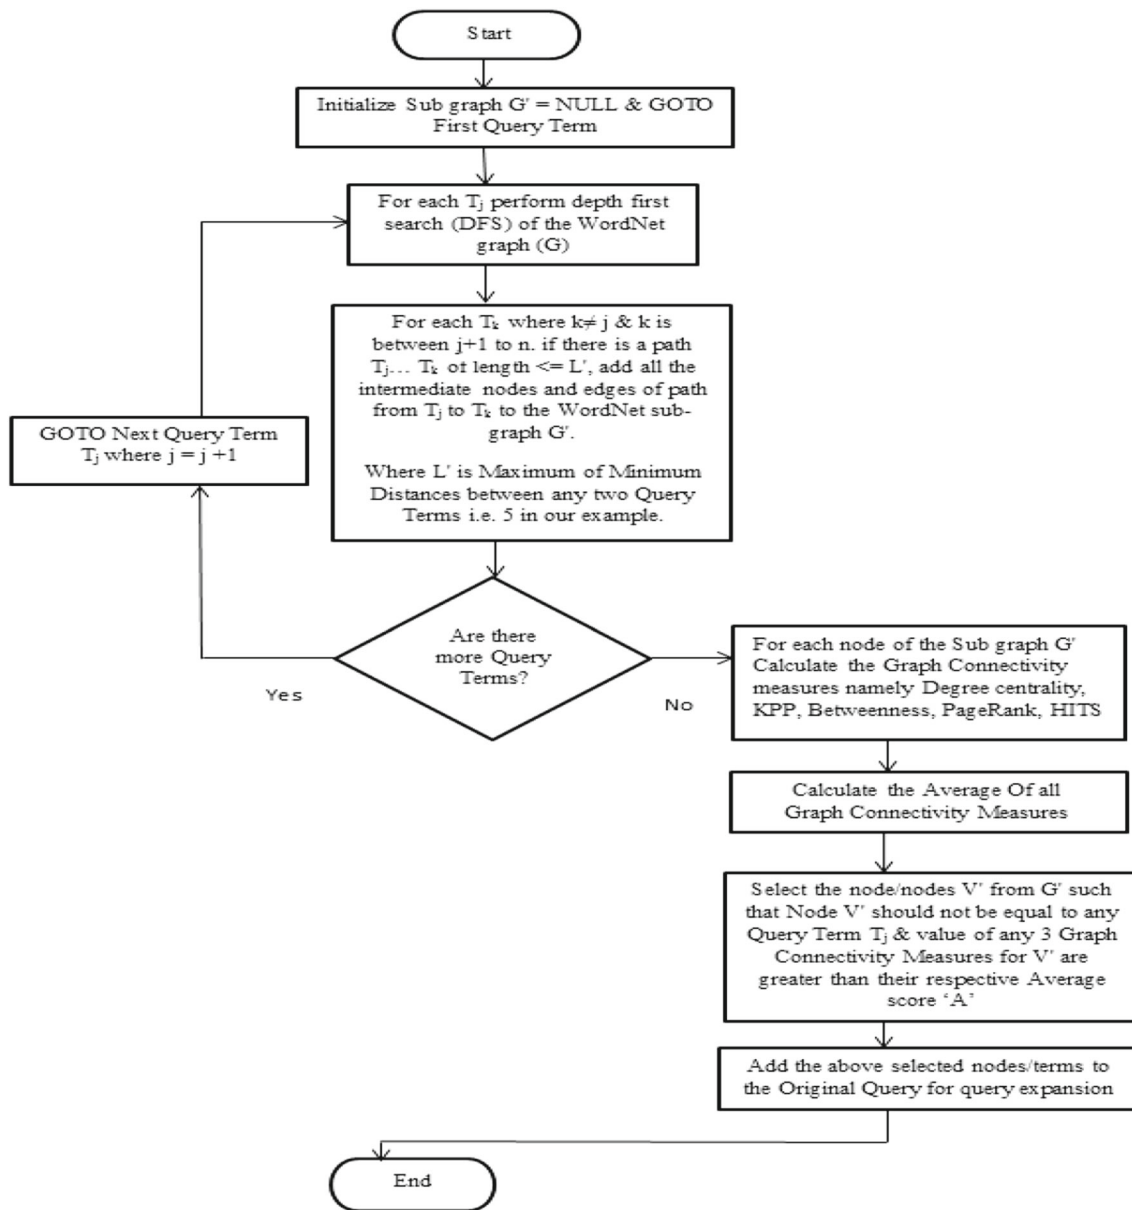 Start
Initialize Sub graph G' = NULL & GOTO
First Query Term
For each Tj perform depth first
search (DFS) of the WordNet
graph (G)
For each Tk where k≠ j & k is
between j+1 to n. if there is a path
Tj... Tk of length <= L', add all the
intermediate nodes and edges of path
from Tj to Tk to the WordNet sub-
graph G'.
Where L' is Maximum of Minimum
Distances between any two Query
Terms i.e. 5 in our example.
GOTO Next Query Term
Tj where j = j +1
Are there
more Query
Terms?
Yes
No
For each node of the Sub graph G'
Calculate the Graph Connectivity
measures namely Degree centrality,
KPP, Betweenness, PageRank, HITS
Calculate the Average Of all
Graph Connectivity Measures
Select the node/nodes V' from G' such
that Node V' should not be equal to any
Query Term Tj & value of any 3 Graph
Connectivity Measures for V' are
greater than their respective Average
score ‘A’
Add the above selected nodes/terms to
the Original Query for query expansion
End